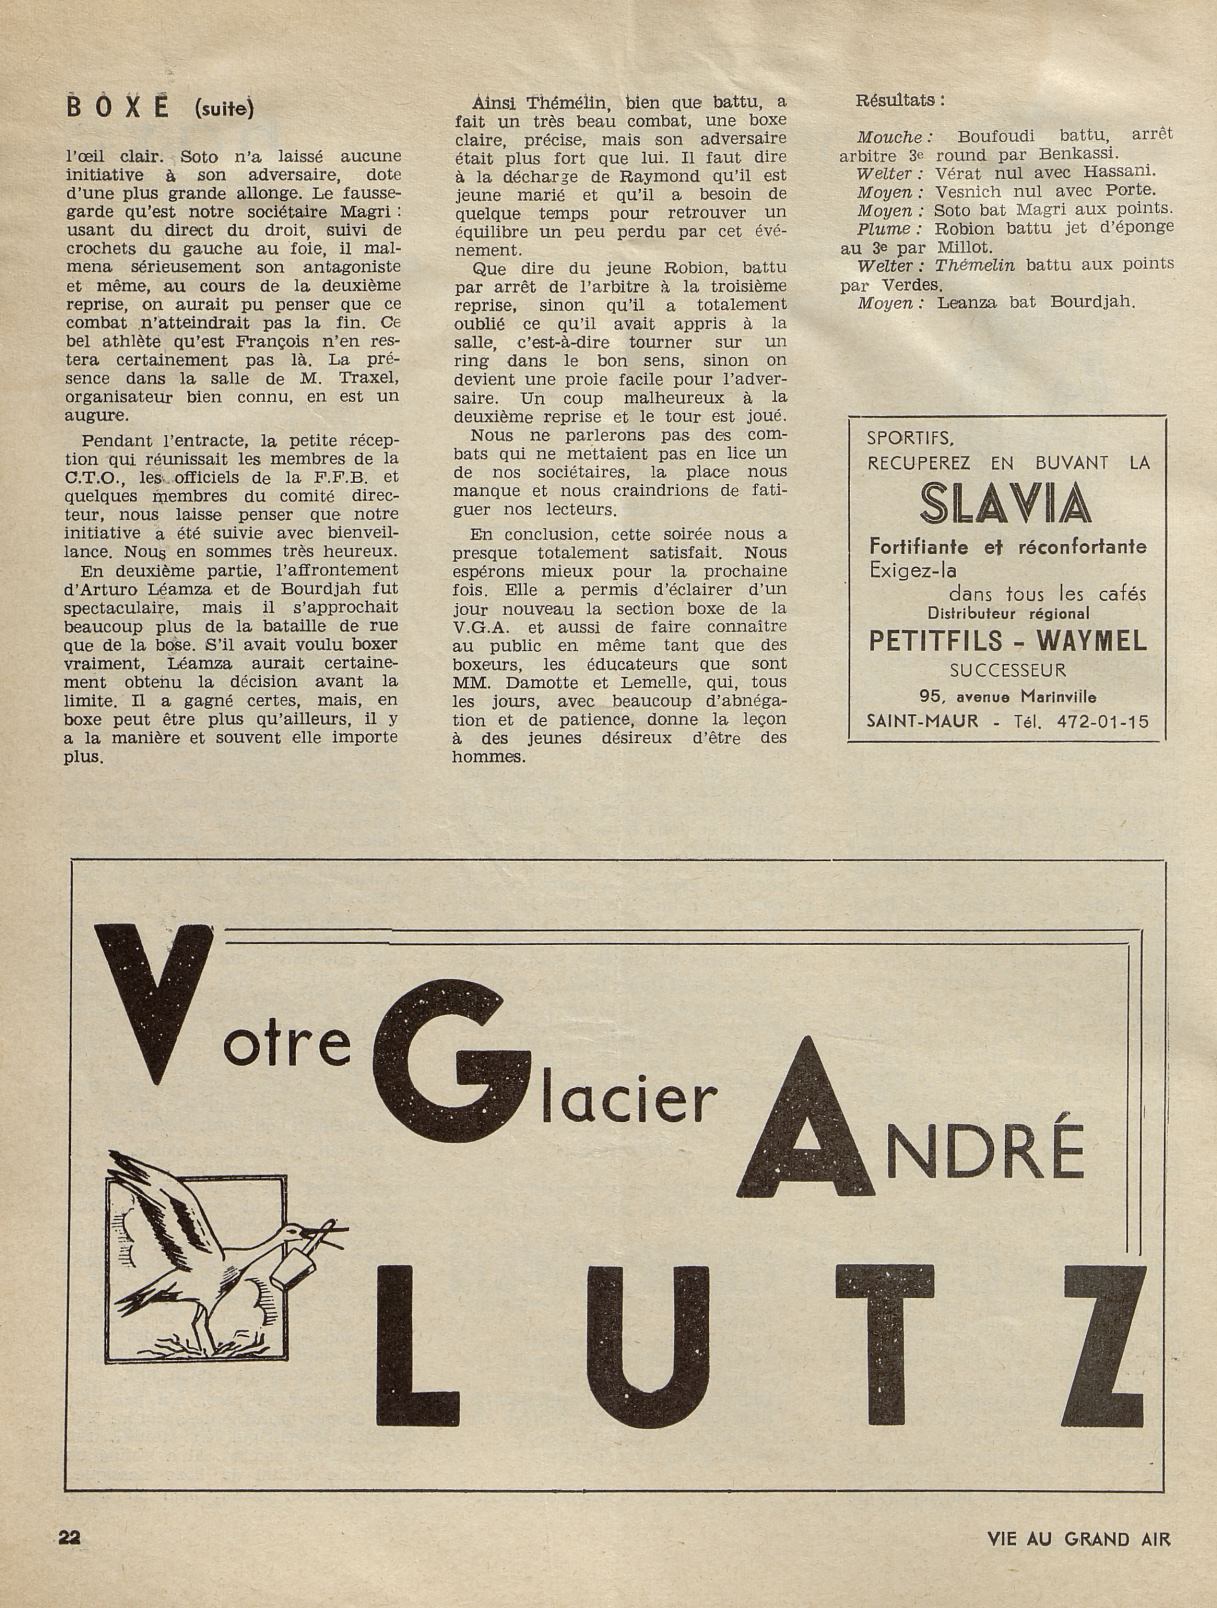 BOXE (suite)
l'œil clair. Soto n'a laissé aucune
initiative à son adversaire, dote
d'une plus grande allonge. Le fausse-
garde qu'est notre sociétaire Magri :
usant du direct du droit, suivi de
crochets du gauche au foie, il mal-
mena sérieusement son antagoniste
et même, au cours de la deuxième
reprise, on aurait pu penser que ce
combat n'atteindrait pas la fin. Ce
bel athlète qu'est François n'en res-
tera certainement pas là. La pré-
sence dans la salle de M. Traxel,
organisateur bien connu, en est un
augure.
Pendant l'entracte, la petite récep-
tion qui réunissait les membres de la
C.T.O., les officiels de la F.F.B. et
quelques membres du comité direc-
teur, nous laisse penser que notre
initiative a été suivie avec bienveil-
lance. Nous en sommes très heureux.
En deuxième partie, l'affrontement
d'Arturo Léamza et de Bourdjah fut
spectaculaire, mais il s'approchait
beaucoup plus de la bataille de rue
que de la bose. S'il avait voulu boxer
vraiment, Léamza aurait certaine-
ment obtenu la décision avant la
limite. Il a gagné certes, mais, en
boxe peut être plus qu'ailleurs, il y
a la manière et souvent elle importe
plus.
Ainsi Thémélin, bien que battu, a
fait un très beau combat, une boxe
claire, précise, mais son adversaire
était plus fort que lui. Il faut dire
à la décharge de Raymond qu'il est
jeune marié et qu'il a besoin de
quelque temps pour retrouver un
équilibre un peu perdu par cet évé-
nement.
Que dire du jeune Robion, battu
par arrêt de l'arbitre à la troisième
reprise, sinon qu'il a totalement
oublié ce qu'il avait appris à la
salle, c'est-à-dire tourner sur un
ring dans le bon sens, sinon on
devient une proie facile pour l'adver-
saire. Un coup malheureux à la
deuxième reprise et le tour est joué.
Nous ne parlerons pas des com-
bats qui ne mettaient pas en lice un
de nos sociétaires, la place nous
manque et nous craindrions de fati-
guer nos lecteurs.
En conclusion, cette soirée nous a
presque totalement satisfait. Nous
espérons mieux pour la prochaine
fois. Elle a permis d'éclairer d'un
jour nouveau la section boxe de la
V.G.A. et aussi de faire connaître
au public en même tant que des
boxeurs, les éducateurs que sont
MM. Damotte et Lemelle, qui, tous
les jours, avec beaucoup d'abnéga-
tion et de patience, donne la leçon
à des jeunes désireux d'être des
hommes.
Résultats :
Mouche : Boufoudi battu, arrêt
arbitre 3e round par Benkassi.
Welter : Vérat nul avec Hassani.
Moyen : Vesnich nul avec Porte.
Moyen : Soto bat Magri aux points.
Plume : Robion battu jet d'éponge
au 3e par Millot.
Welter : Thémelin battu aux points
par Verdes.
Moyen : Leanza bat Bourdjah.
SPORTIFS,
RECUPEREZ EN BUVANT LA
SLAVIA
Fortifiante et réconfortante
Exigez-la
dans tous les cafés
Distributeur régional
PETITFILS - WAYMEL
SUCCESSEUR
95, avenue Marinville
SAINT-MAUR - Tél. 472-01-15
Votre Glacier ANDRÉ
LUTZ
22
VIE AU GRAND AIR